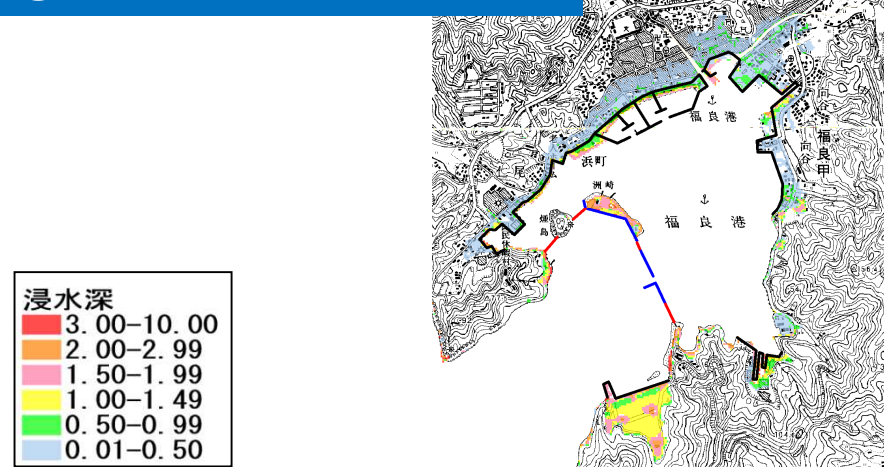 浸水深
3.00-10.00
2.00-2.99
1.50-1.99
1.00-1.49
0.50-0.99
0.01-0.50
福良港
向谷
福良甲
向谷
浜町
洲崎
煙島
福良港